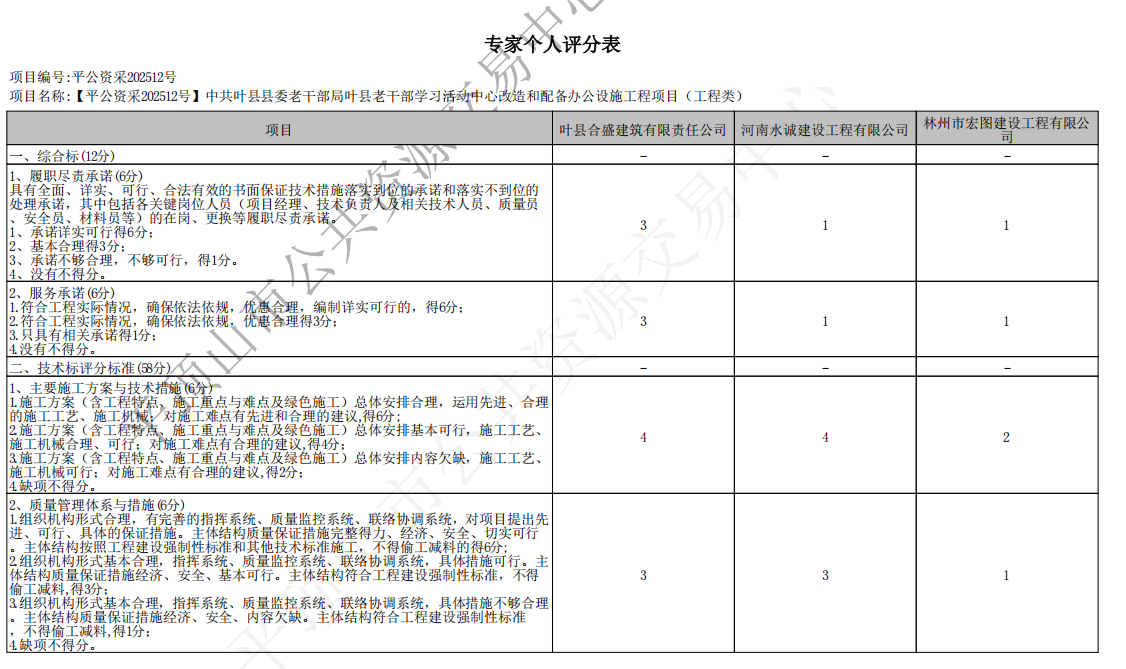 专家个人评分表
项目编号:平公资采202512号
项目名称:【平公资采202512号】中共叶县县委老干部局叶县老干部学习活动中心改造和配备办公设施工程项目（工程类）
项目 叶县合盛建筑有限责任公司 河南水诚建设工程有限公司 林州市宏图建设工程有限公
司
一、综合标(12分) － － －
1、履职尽责承诺(6分)
具有全面、详实、可行、合法有效的书面保证技术措施落实到位的承诺和落实不到位的
处理承诺，其中包括各关键岗位人员（项目经理、技术负责人及相关技术人员、质量员
、安全员、材料员等）的在岗、更换等履职尽责承诺。
1、承诺详实可行得6分；
2、基本合理得3分；
3、承诺不够合理，不够可行，得1分。
4、没有不得分。
3 1 1
2、服务承诺(6分)
1.符合工程实际情况，确保依法依规，优惠合理，编制详实可行的，得6分；
2.符合工程实际情况，确保依法依规，优惠合理得3分；
3.只具有相关承诺得1分；
4.没有不得分。
3 1 1
二、技术标评分标准(58分) － － －
1、主要施工方案与技术措施(6分)
1.施工方案（含工程特点、施工重点与难点及绿色施工）总体安排合理，运用先进、合理
的施工工艺、施工机械；对施工难点有先进和合理的建议,得6分；
2.施工方案（含工程特点、施工重点与难点及绿色施工）总体安排基本可行，施工工艺、
施工机械合理、可行；对施工难点有合理的建议,得4分；
3.施工方案（含工程特点、施工重点与难点及绿色施工）总体安排内容欠缺，施工工艺、
施工机械可行；对施工难点有合理的建议,得2分；
4.缺项不得分。
4 4 2
2、质量管理体系与措施(6分)
1.组织机构形式合理，有完善的指挥系统、质量监控系统、联络协调系统，对项目提出先
进、可行、具体的保证措施。主体结构质量保证措施完整得力、经济、安全、切实可行
。主体结构按照工程建设强制性标准和其他技术标准施工，不得偷工减料的得6分；
2.组织机构形式基本合理，指挥系统、质量监控系统、联络协调系统，具体措施可行。主
体结构质量保证措施经济、安全、基本可行。主体结构符合工程建设强制性标准，不得
偷工减料,得3分；
3.组织机构形式基本合理，指挥系统、质量监控系统、联络协调系统，具体措施不够合理
。主体结构质量保证措施经济、安全、内容欠缺。主体结构符合工程建设强制性标准
，不得偷工减料,得1分；
4.缺项不得分。
3 3 1
平顶山市公共资源交易中心
平顶山市公共资源交易中心